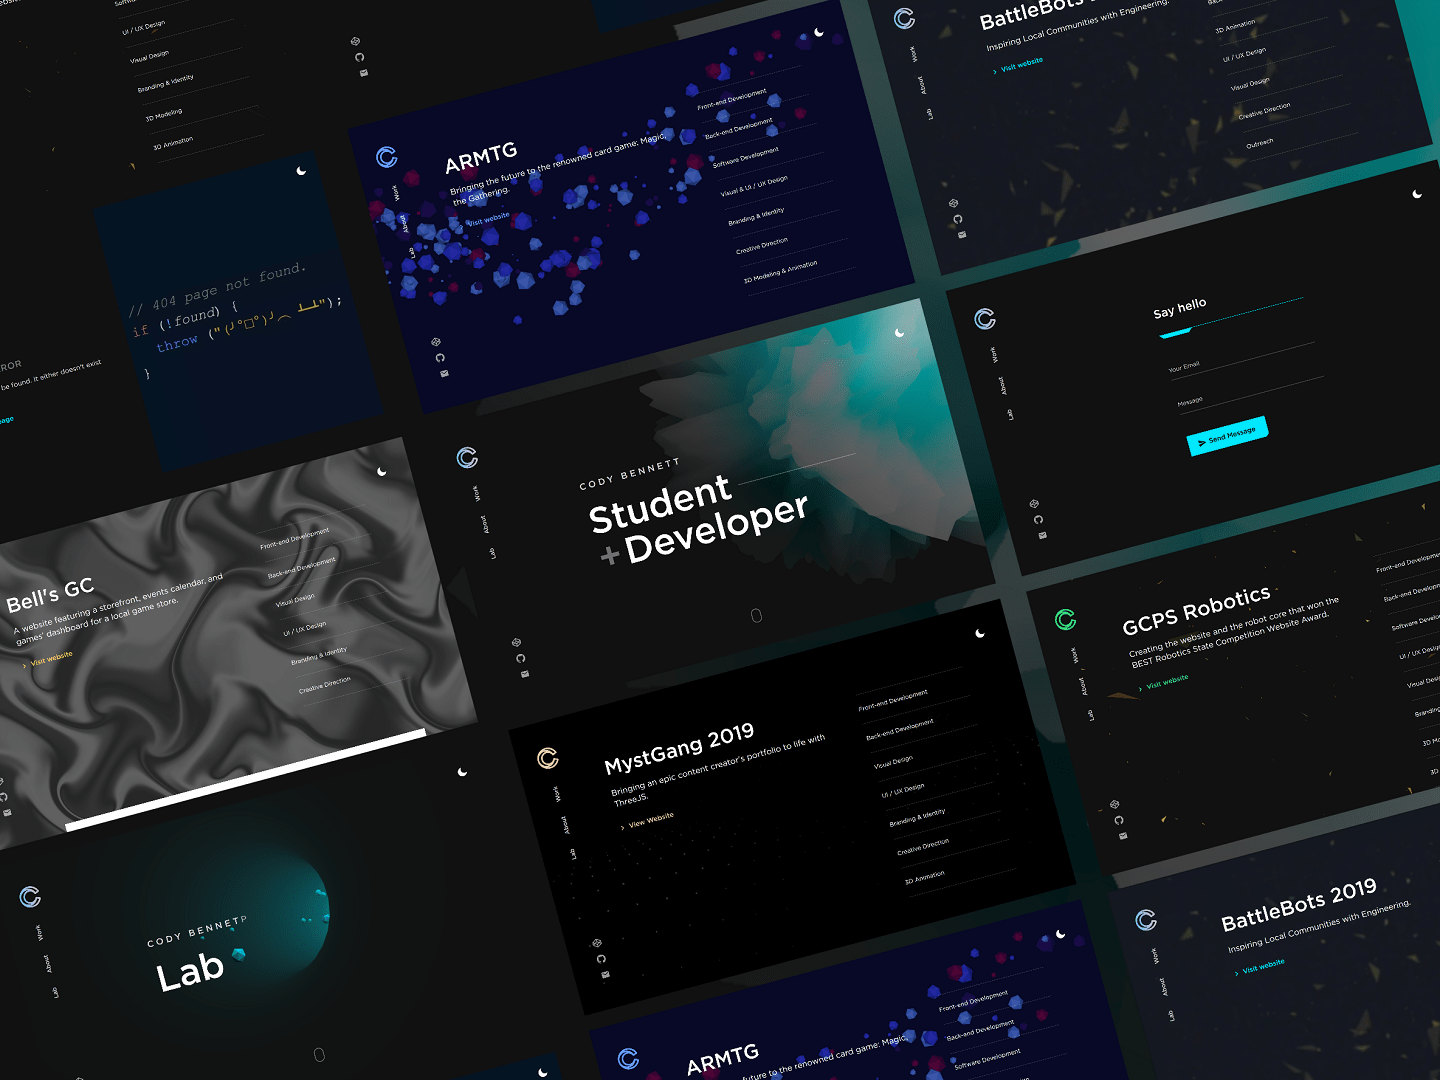 UI / UX Design
Visual Design
Branding & Identity
3D Modeling
3D Animation
// 404 page not found.
if (!found) {
throw ("(╯°□°)╯︵ ┻━┻");
}
be found. It either doesn't exist
ARMTG
Bringing the future to the renowned card game: Magic,
the Gathering.
Visit website
Work
About
Lab
Front-end Development
Back-end Development
Software Development
Visual & UI / UX Design
Branding & Identity
Creative Direction
3D Modeling & Animation
BattleBots
Inspiring Local Communities with Engineering.
Visit website
Work
About
Lab
3D Animation
UI / UX Design
Visual Design
Creative Direction
Outreach
Say hello
Your Email
Message
Send Message
Work
About
Lab
CODY BENNETT
Student
+Developer
Work
About
Lab
Bell's GC
A website featuring a storefront, events calendar, and
games' dashboard for a local game store.
Visit website
Front-end Development
Back-end Development
Visual Design
UI / UX Design
Branding & Identity
Creative Direction
MystGang 2019
Bringing an epic content creator's portfolio to life with
ThreeJS.
View Website
Work
About
Lab
Front-end Development
Back-end Development
Visual Design
UI / UX Design
Branding & Identity
Creative Direction
3D Animation
GCPS Robotics
Creating the website and the robot core that won the
BEST Robotics State Competition Website Award.
Visit website
Work
About
Lab
Front-end Development
Back-end
Software
UI / UX
Visual
3D
3D
CODY BENNETP
Lab
Work
About
Lab
ARMTG
future to the renowned card game: Magic,
Front-end Development
Back-end Development
Software Development
BattleBots 2019
Inspiring Local Communities with Engineering.
Visit website
Work
About
Lab